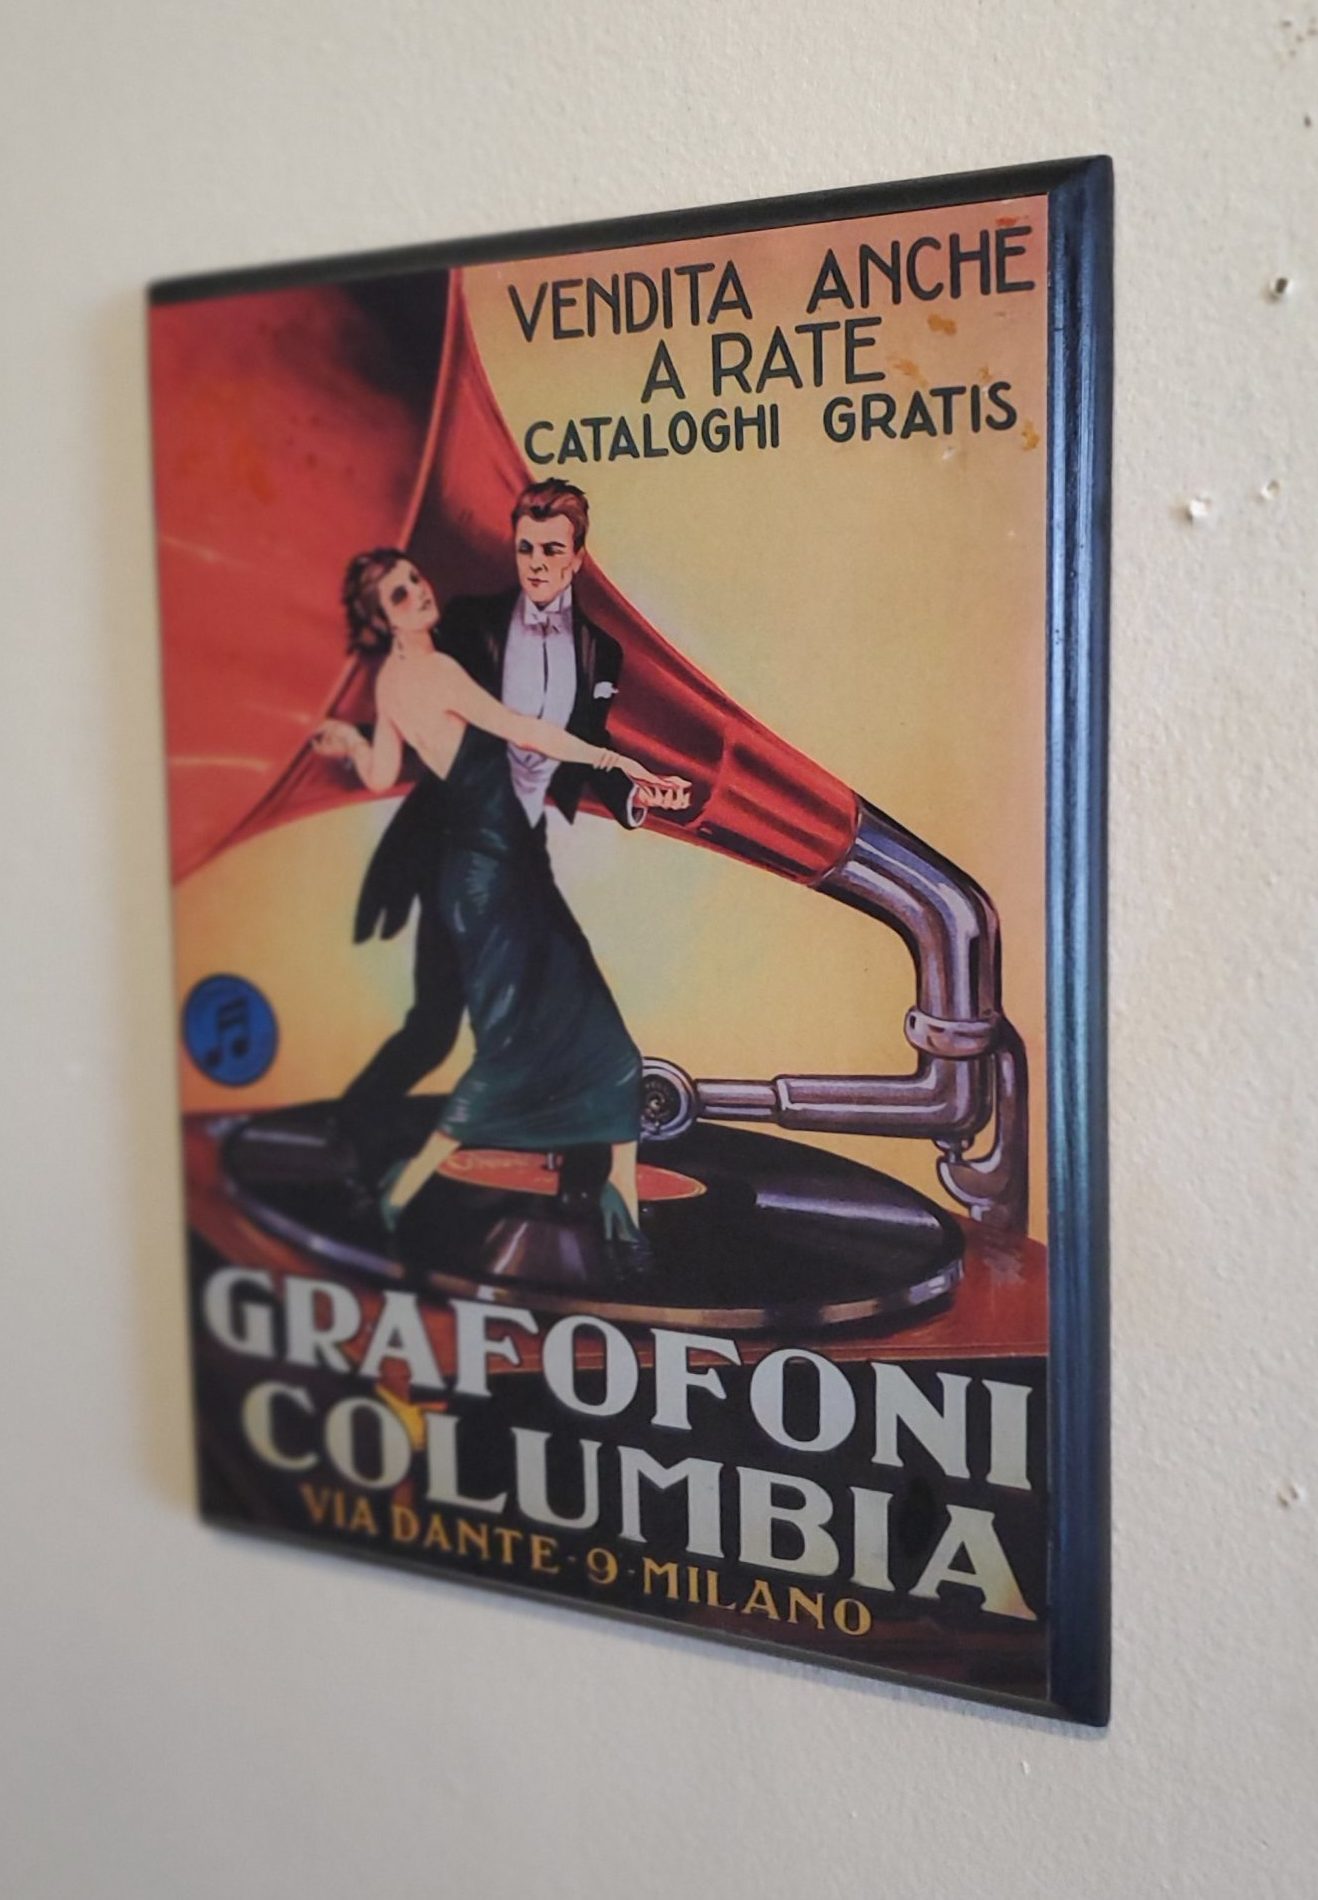 VENDITA ANCHE
A RATE
CATALOGHI GRATIS
GRAFOFONI
COLUMBIA
VIA DANTE·9·MILANO